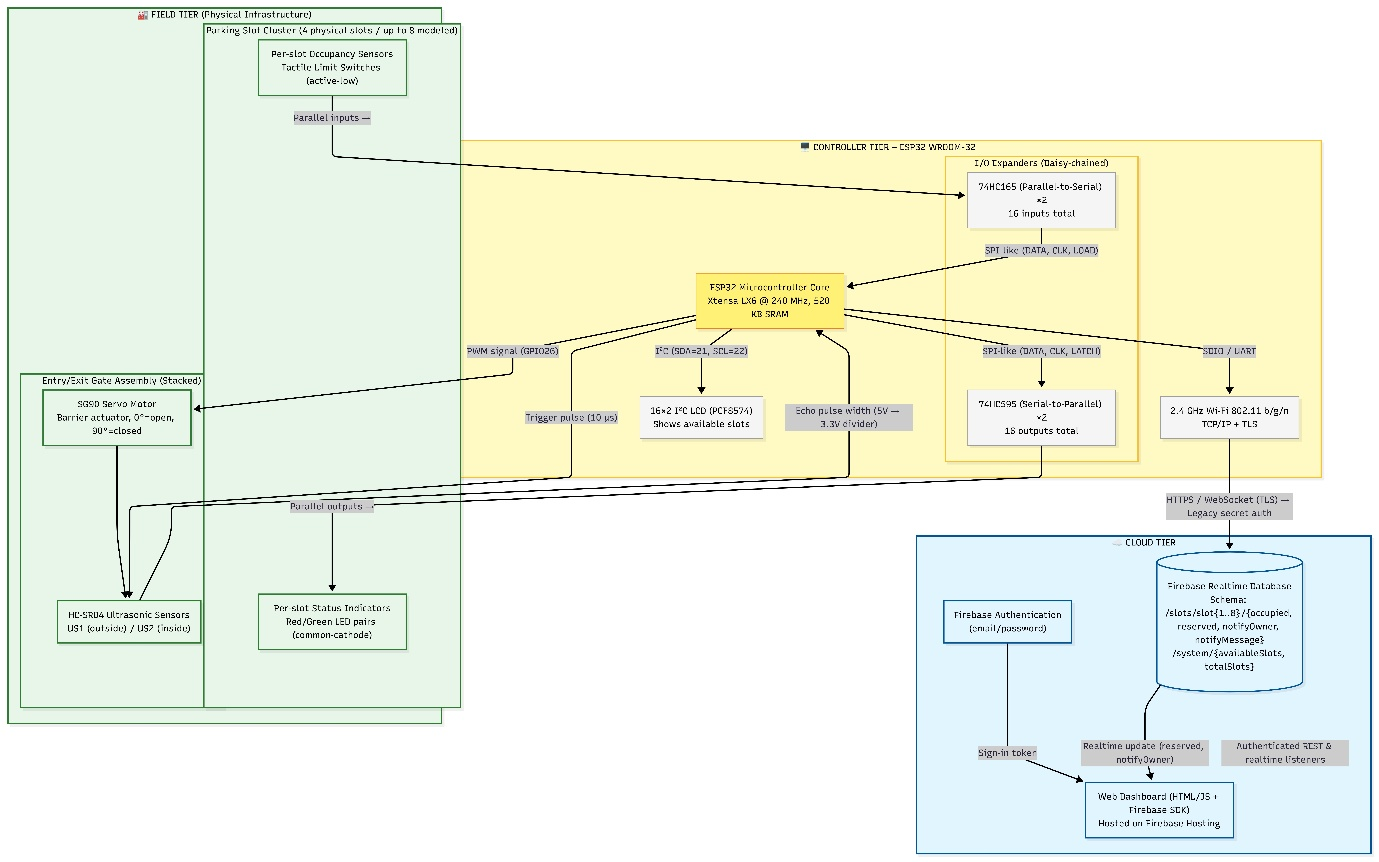 🏭 FIELD TIER (Physical Infrastructure)
Parking Slot Cluster (4 physical slots / up to 8 modeled)
Per-slot Occupancy Sensors
Tactile Limit Switches
(active-low)
Parallel inputs →
🖥️ CONTROLLER TIER – ESP32 WROOM-32
I/O Expanders (Daisy-chained)
74HC165 (Parallel-to-Serial)
×2
16 inputs total
SPI-like (DATA, CLK, LOAD)
ESP32 Microcontroller Core
Xtensa LX6 @ 240 MHz, 520
KB SRAM
PWM signal (GPIO26)
I²C (SDA=21, SCL=22)
SPI-like (DATA, CLK, LATCH)
SDIO / UART
Entry/Exit Gate Assembly (Stacked)
SG90 Servo Motor
Barrier actuator, 0°=open,
90°=closed
Trigger pulse (10 µs)
16×2 I²C LCD (PCF8574)
Shows available slots
Echo pulse width (5V →
3.3V divider)
74HC595 (Serial-to-Parallel)
×2
16 outputs total
2.4 GHz Wi-Fi 802.11 b/g/n
TCP/IP + TLS
Parallel outputs →
HTTPS / WebSocket (TLS) —
Legacy secret auth
☁️ CLOUD TIER
HC-SR04 Ultrasonic Sensors
US1 (outside) / US2 (inside)
Per-slot Status Indicators
Red/Green LED pairs
(common-cathode)
Firebase Authentication
(email/password)
Firebase Realtime Database
Schema:
/slots/slot{1..8}/{occupied,
reserved, notifyOwner,
notifyMessage}
/system/{availableSlots,
totalSlots}
Sign-in token
Realtime update (reserved,
notifyOwner)
Authenticated REST &
realtime listeners
Web Dashboard (HTML/JS +
Firebase SDK)
Hosted on Firebase Hosting